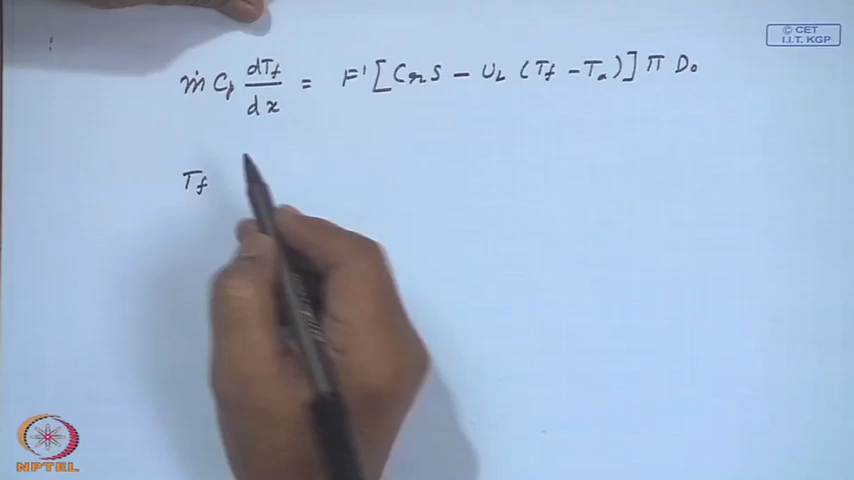 © CET
I.I.T. KGP
ṁ Cp dTf/dx = F' [Cr S - UL (Tf - Ta)] π Do
Tf
NPTEL